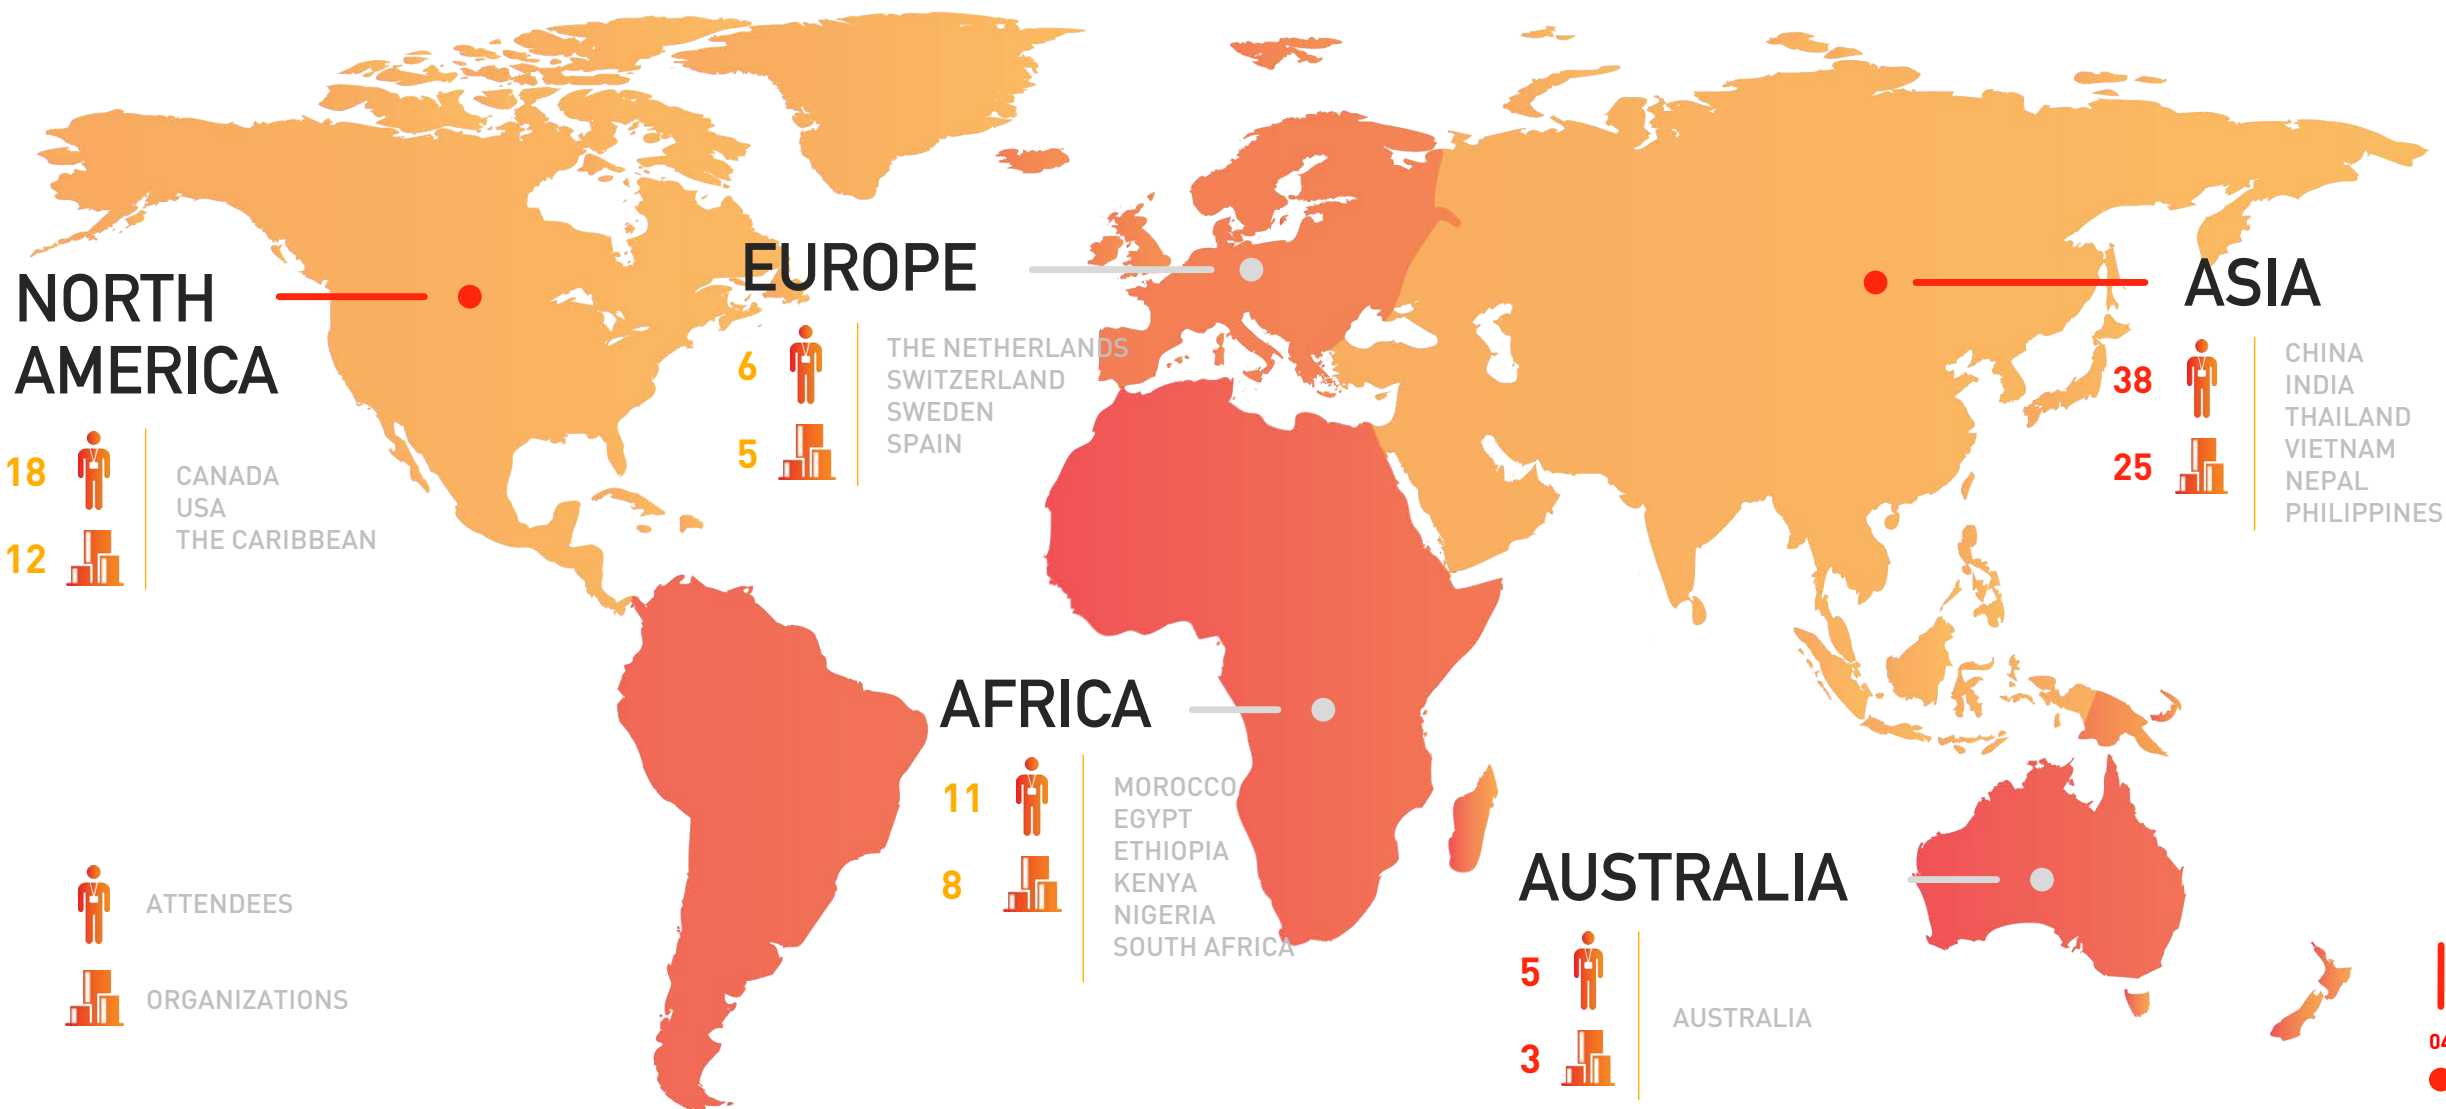 NORTH
AMERICA
18
12
CANADA
USA
THE CARIBBEAN
EUROPE
6
5
THE NETHERLANDS
SWITZERLAND
SWEDEN
SPAIN
ASIA
38
25
CHINA
INDIA
THAILAND
VIETNAM
NEPAL
PHILIPPINES
AFRICA
11
8
MOROCCO
EGYPT
ETHIOPIA
KENYA
NIGERIA
SOUTH AFRICA
AUSTRALIA
5
3
AUSTRALIA
ATTENDEES
ORGANIZATIONS
04